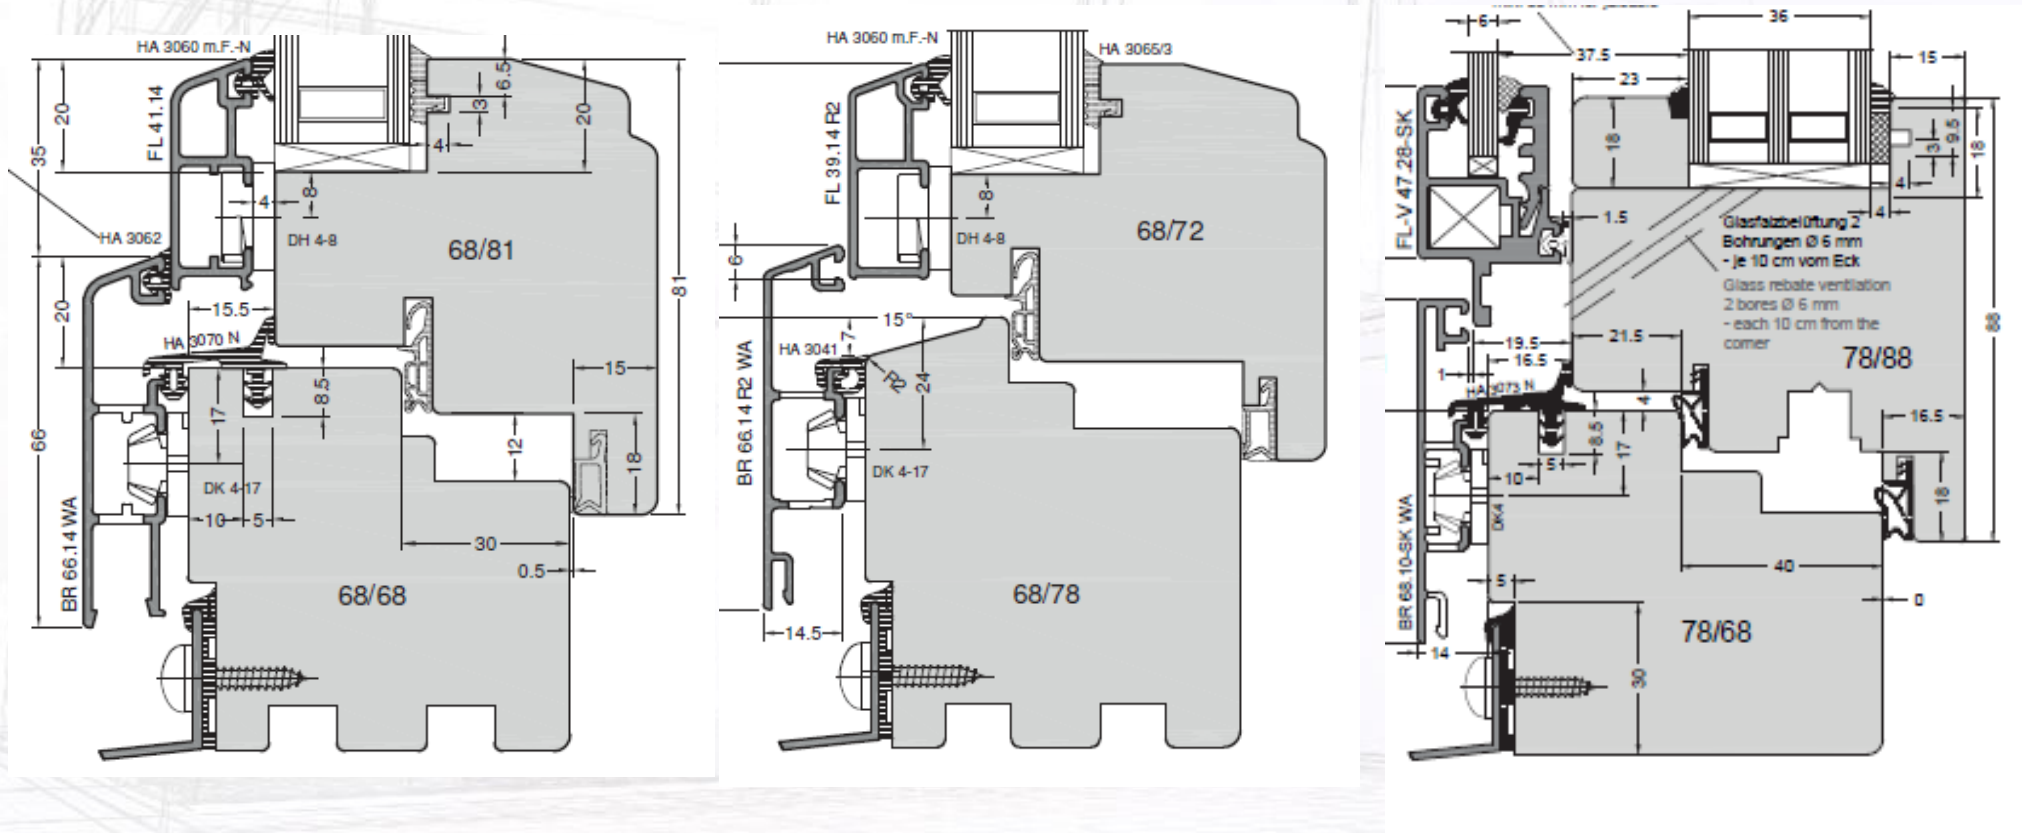 HA 3060 m.F.-N
FL 41.14
20
35
6.5
3
20
4
8
4
HA 3062
DH 4-8
68/81
81
20
15.5
HA 3070 N
8.5
17
15
66
12
18
DK 4-17
10
5
30
0.5
BR 66.14 WA
68/68
HA 3060 m.F.-N
HA 3065/3
FL 39.14 R2
8
DH 4-8
68/72
6
15°
HA 3041
7
R2
24
BR 66.14 R2 WA
DK 4-17
68/78
14.5
6
36
37.5
15
23
FL-V 47.28-SK
18
3
9.5
18
4
4
1.5
Glasfalzbelüftung 2
Bohrungen Ø 6 mm
- je 10 cm vom Eck
Glass rebate ventilation
2 bores Ø 6 mm
- each 10 cm from the
corner
88
78/88
19.5
21.5
16.5
1
HA 3073 N
4
8.5
17
16.5
5
10
18
DK4
BR 68.10-SK WA
40
5
0
78/68
14
30